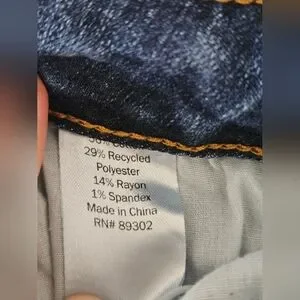 29% Recycled
Polyester
14% Rayon
1% Spandex
Made in China
RN# 89302